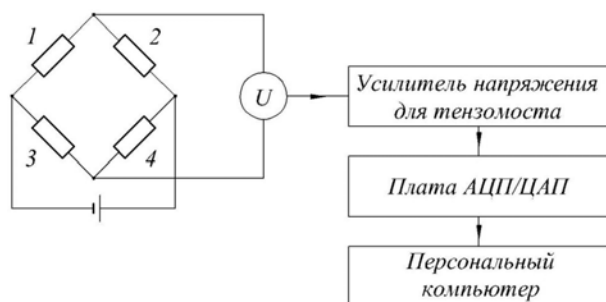 1
2
3
4
U
Усилитель напряжения
для тензомоста
Плата АЦП/ЦАП
Персональный
компьютер